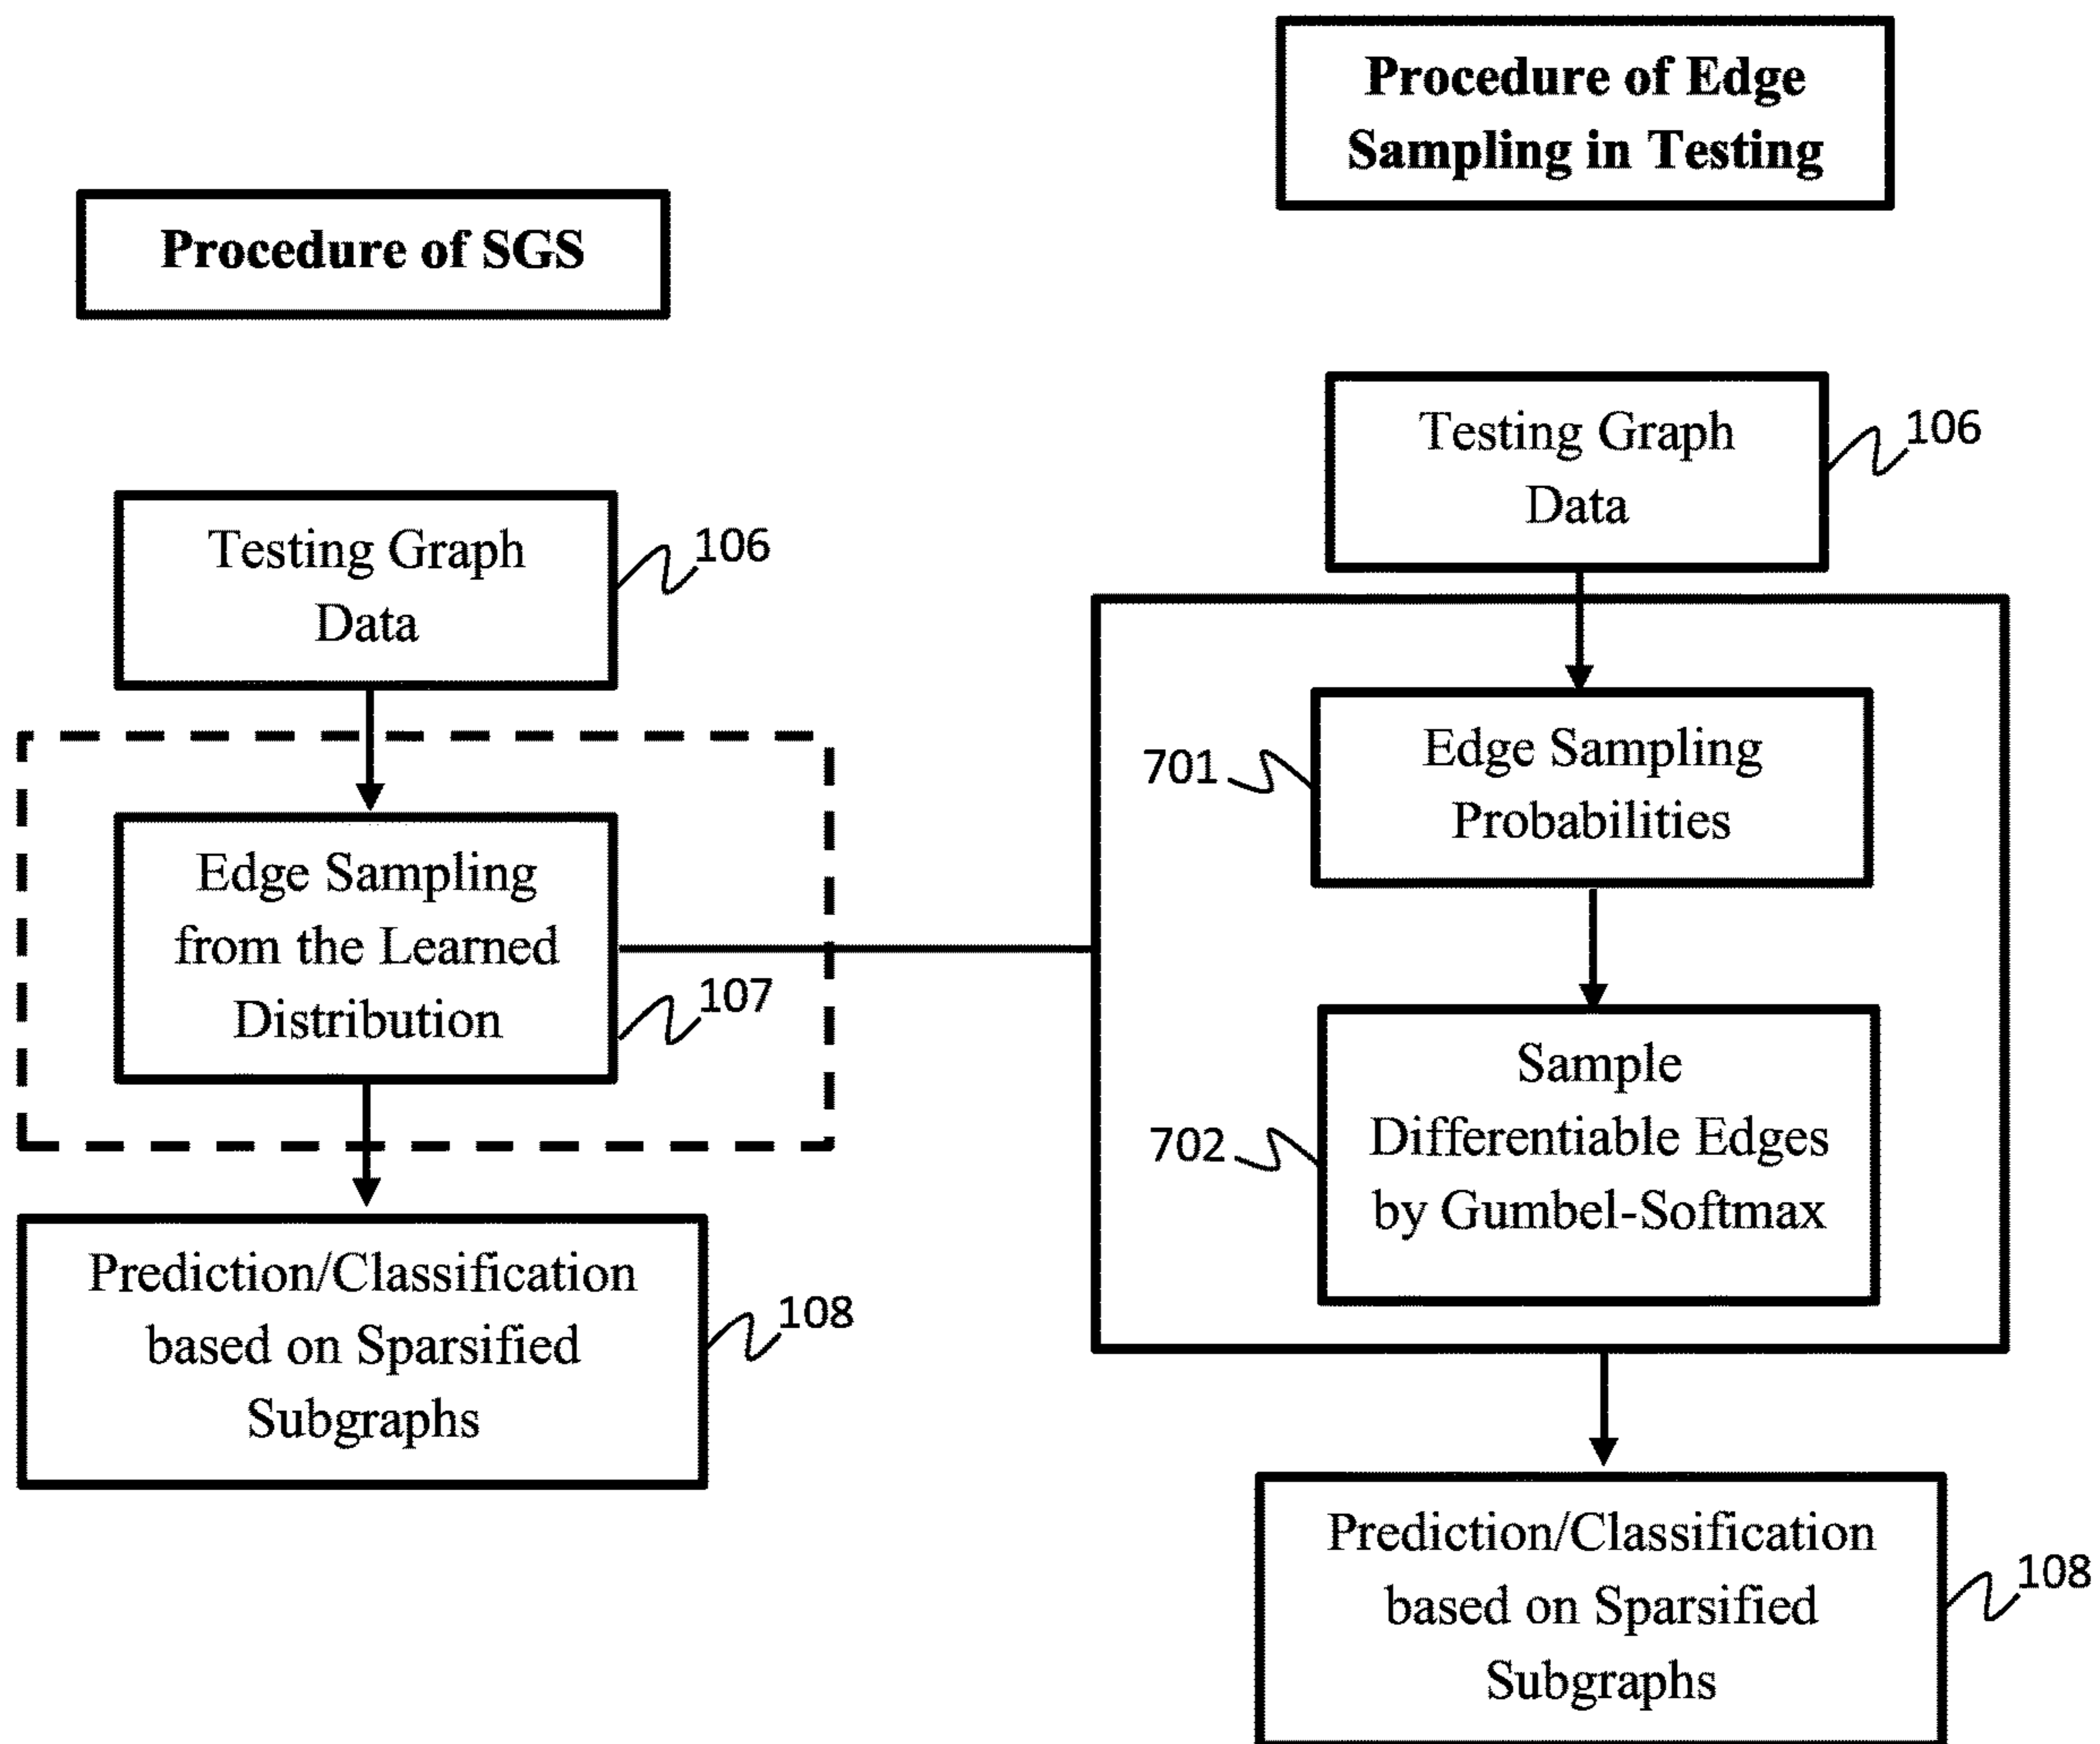 Procedure of SGS
Testing Graph
Data
106
Edge Sampling
from the Learned
Distribution
107
Prediction/Classification
based on Sparsified
Subgraphs
108
Procedure of Edge
Sampling in Testing
Testing Graph
Data
106
701
Edge Sampling
Probabilities
702
Sample
Differentiable Edges
by Gumbel-Softmax
Prediction/Classification
based on Sparsified
Subgraphs
108